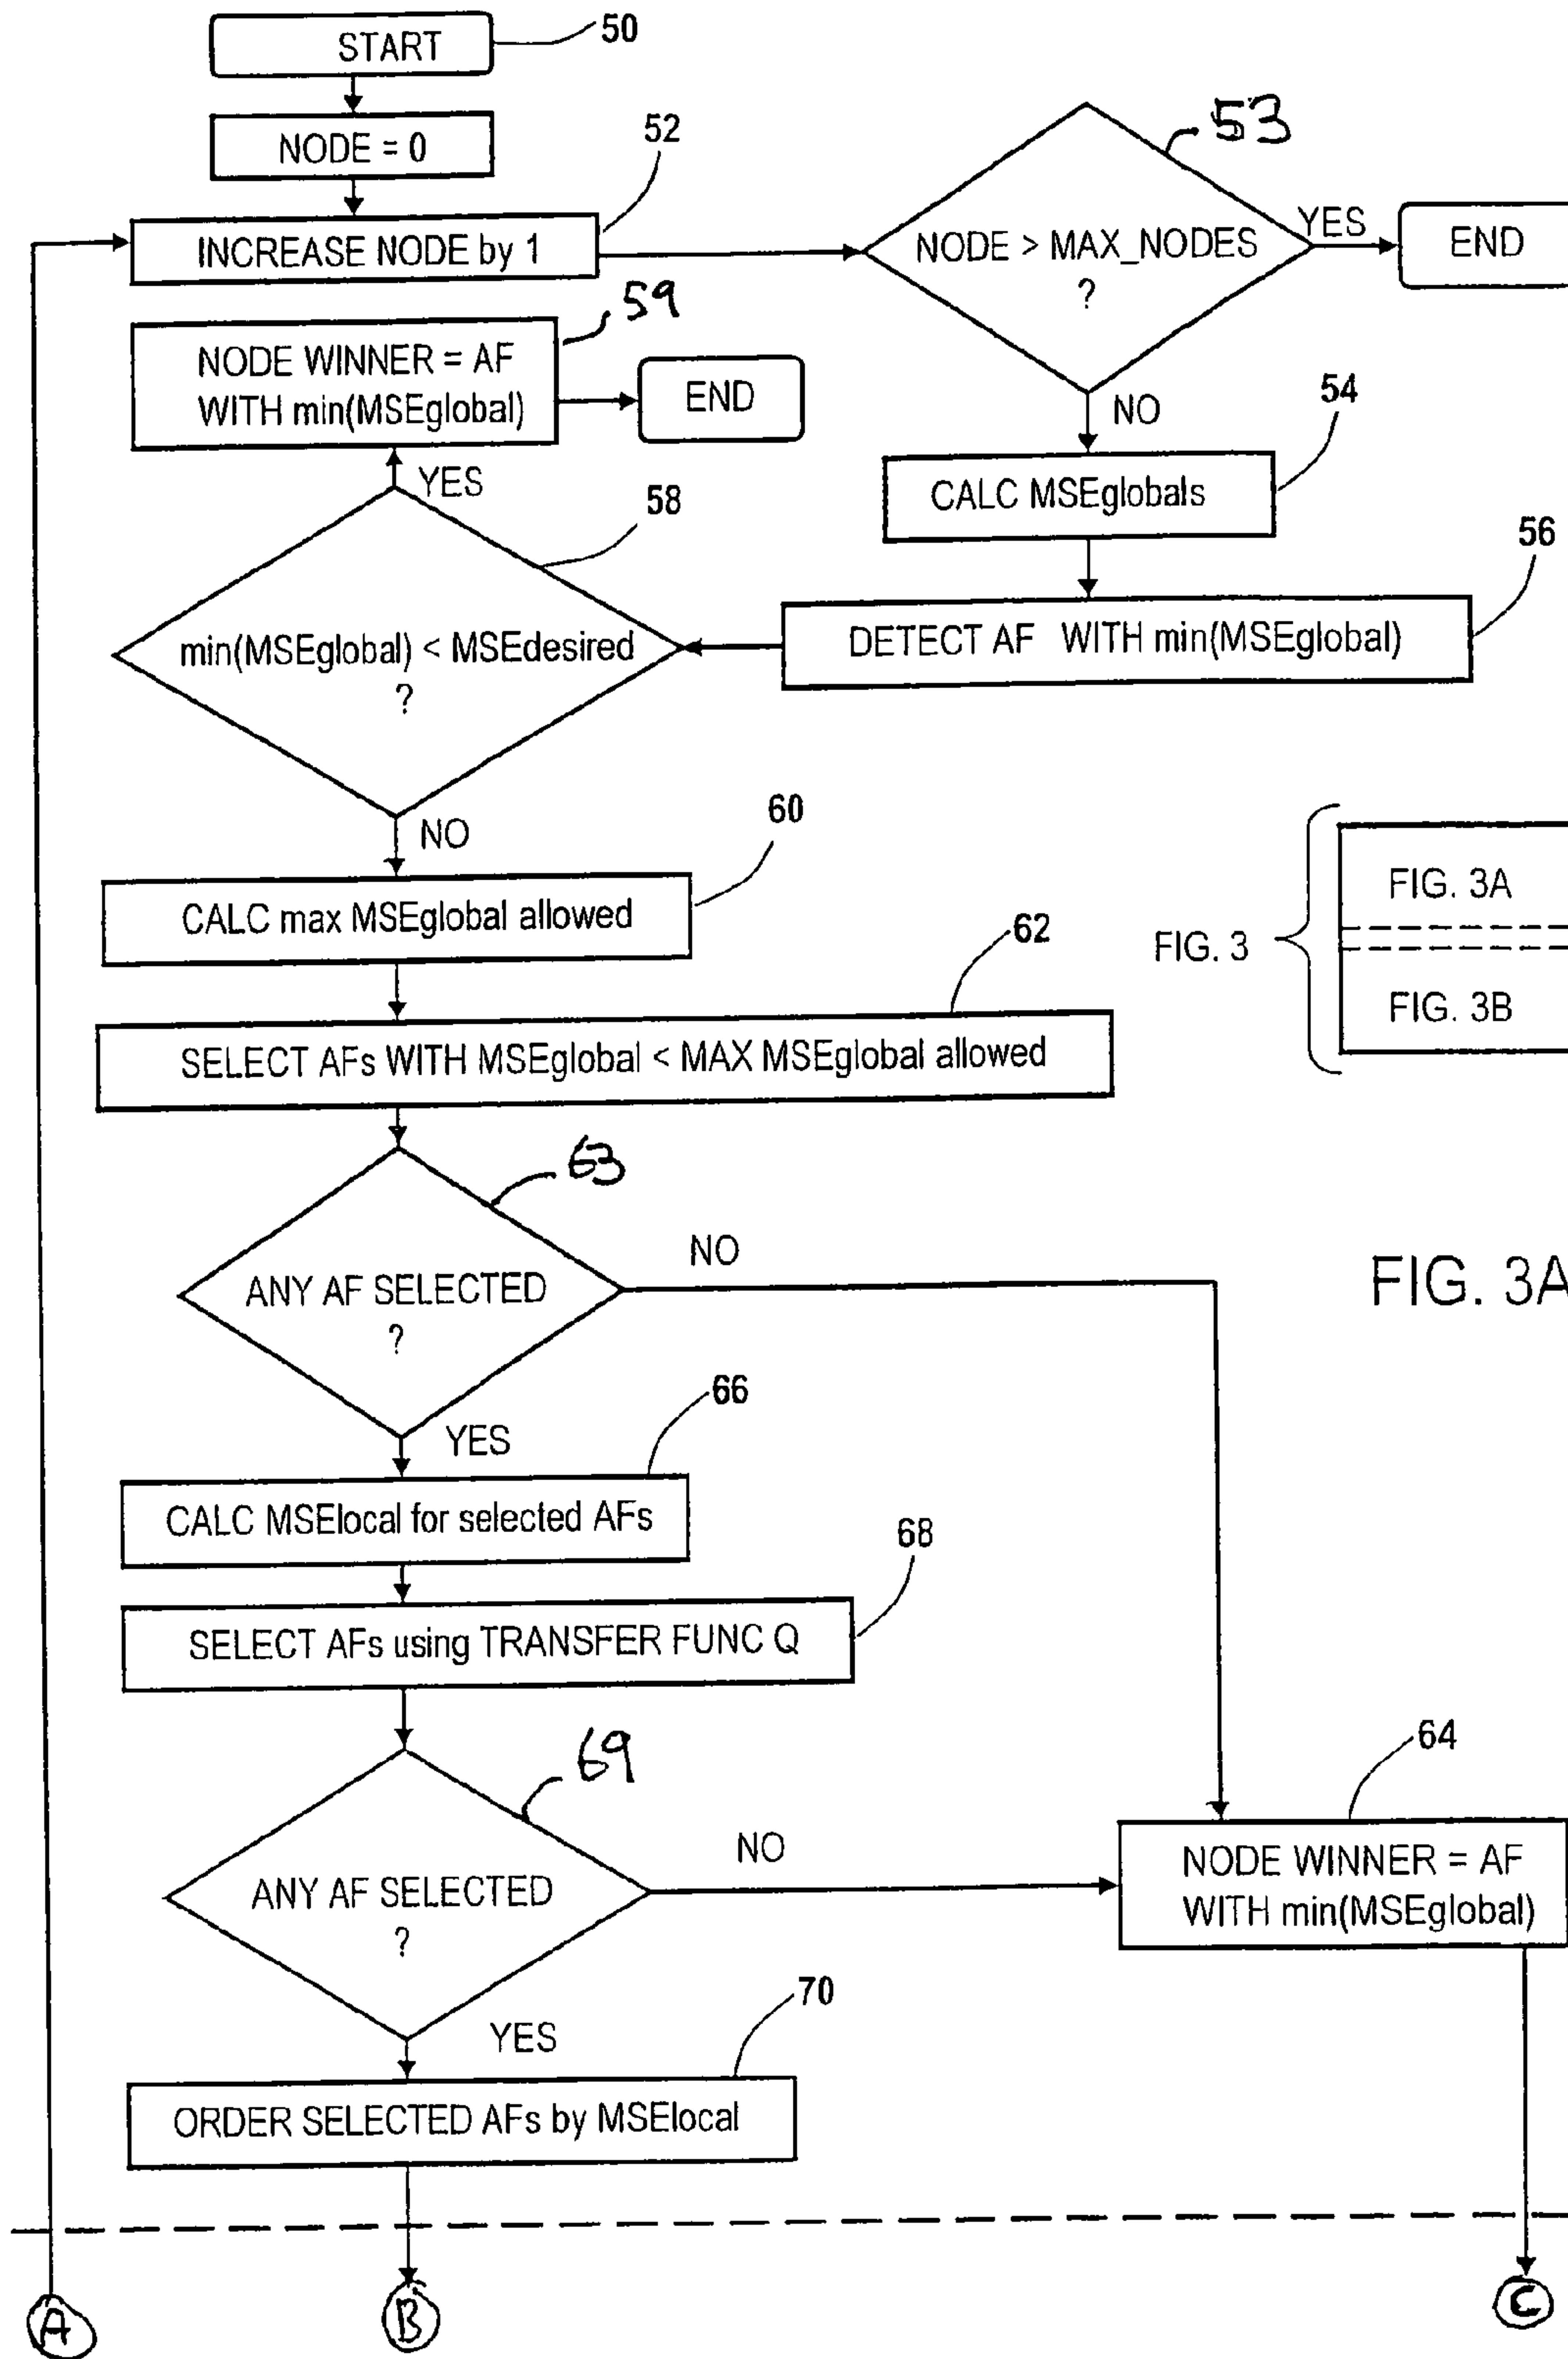 START
50
NODE = 0
52
INCREASE NODE by 1
53
NODE > MAX_NODES
?
YES
END
59
NODE WINNER = AF
WITH min(MSEglobal)
END
NO
54
CALC MSEglobals
56
DETECT AF WITH min(MSEglobal)
YES
58
min(MSEglobal) < MSEdesired
?
NO
60
CALC max MSEglobal allowed
62
SELECT AFs WITH MSEglobal < MAX MSEglobal allowed
FIG. 3
FIG. 3A
FIG. 3B
63
ANY AF SELECTED
?
NO
FIG. 3A
YES
66
CALC MSElocal for selected AFs
68
SELECT AFs using TRANSFER FUNC Q
69
ANY AF SELECTED
?
NO
64
NODE WINNER = AF
WITH min(MSEglobal)
YES
70
ORDER SELECTED AFs by MSElocal
A
B
C